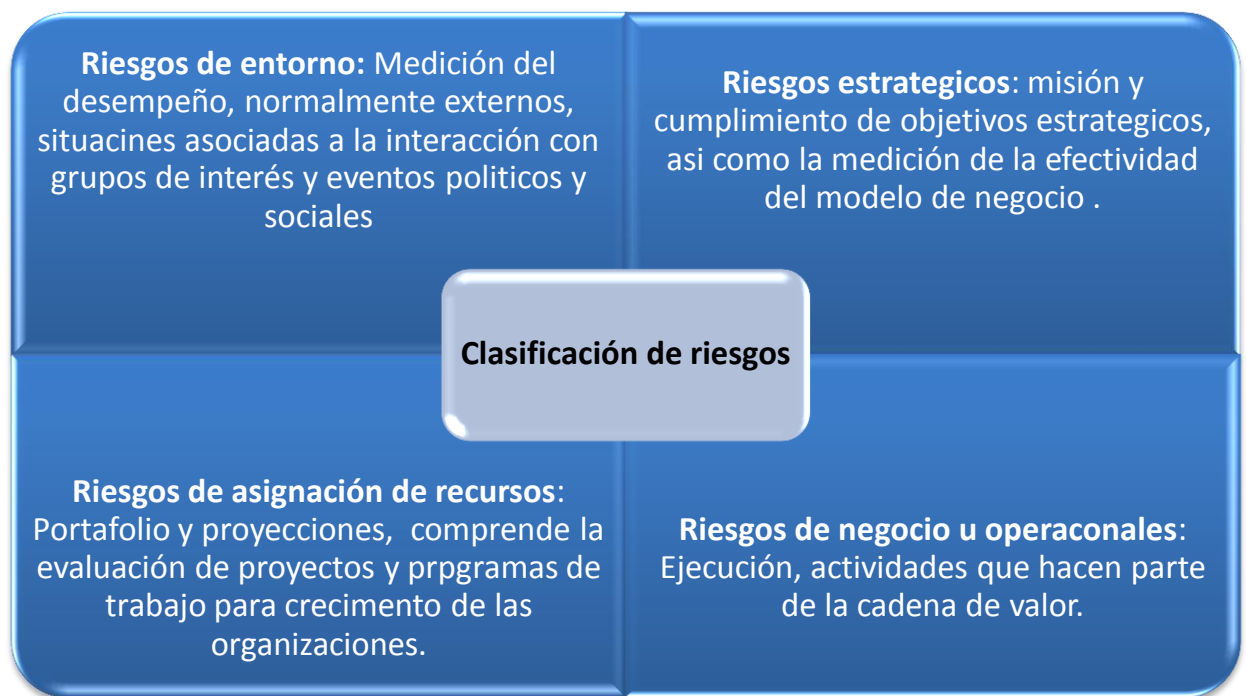 Riesgos de entorno: Medición del
desempeño, normalmente externos,
situacines asociadas a la interacción con
grupos de interés y eventos politicos y
sociales
Riesgos estrategicos: misión y
cumplimiento de objetivos estrategicos,
asi como la medición de la efectividad
del modelo de negocio .
Clasificación de riesgos
Riesgos de asignación de recursos:
Portafolio y proyecciones, comprende la
evaluación de proyectos y prpgramas de
trabajo para crecimento de las
organizaciones.
Riesgos de negocio u operaconales:
Ejecución, actividades que hacen parte
de la cadena de valor.